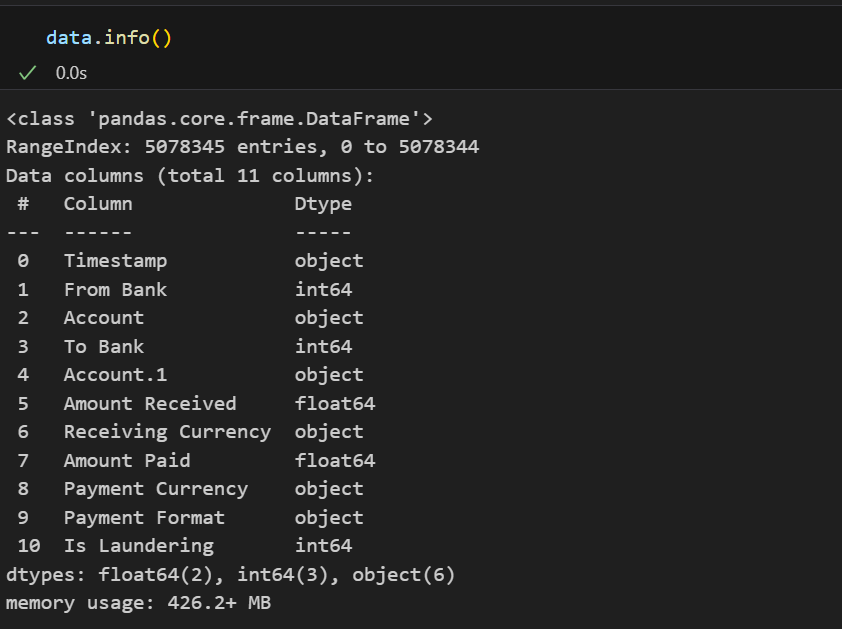 data.info()
0.0s
<class 'pandas.core.frame.DataFrame'>
RangeIndex: 5078345 entries, 0 to 5078344
Data columns (total 11 columns):
 #   Column              Dtype
---  ------              -----
 0   Timestamp           object
 1   From Bank           int64
 2   Account             object
 3   To Bank             int64
 4   Account.1           object
 5   Amount Received     float64
 6   Receiving Currency  object
 7   Amount Paid         float64
 8   Payment Currency    object
 9   Payment Format      object
 10  Is Laundering       int64
dtypes: float64(2), int64(3), object(6)
memory usage: 426.2+ MB